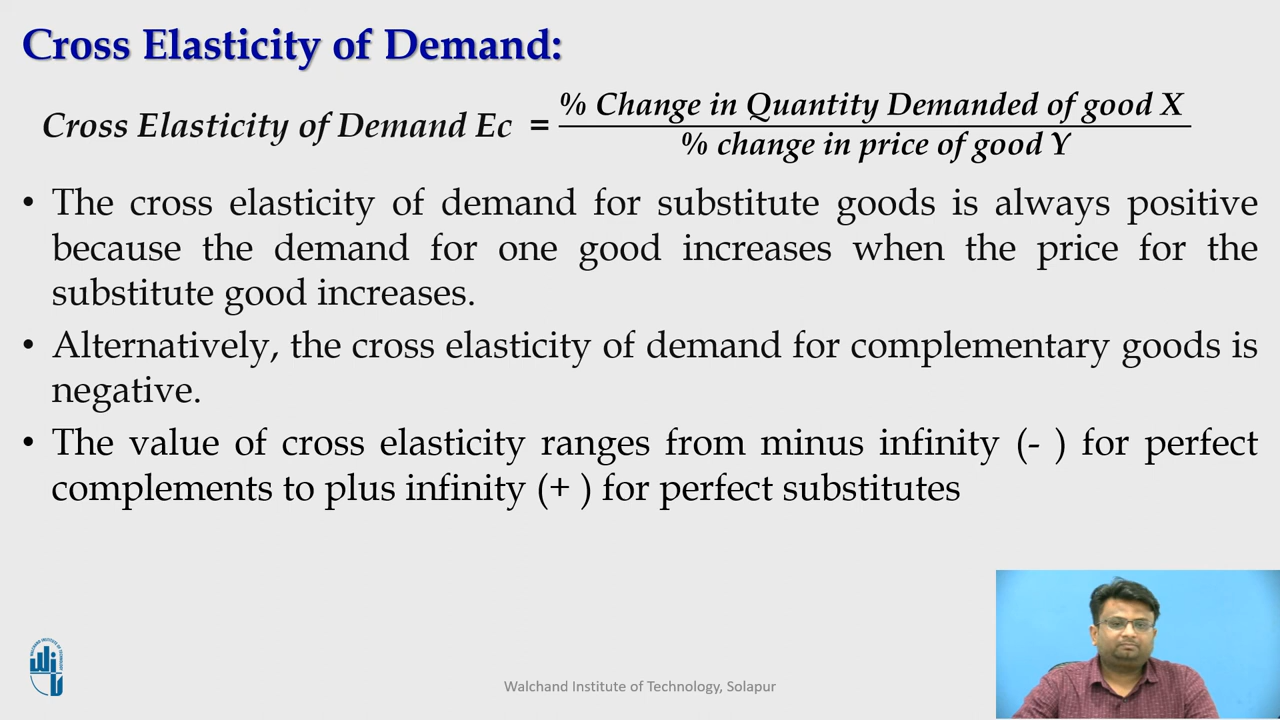 Cross Elasticity of Demand:
Cross Elasticity of Demand Ec = % Change in Quantity Demanded of good X
% change in price of good Y
• The cross elasticity of demand for substitute goods is always positive
because the demand for one good increases when the price for the
substitute good increases.
• Alternatively, the cross elasticity of demand for complementary goods is
negative.
• The value of cross elasticity ranges from minus infinity (- ) for perfect
complements to plus infinity (+ ) for perfect substitutes
Walchand Institute of Technology, Solapur